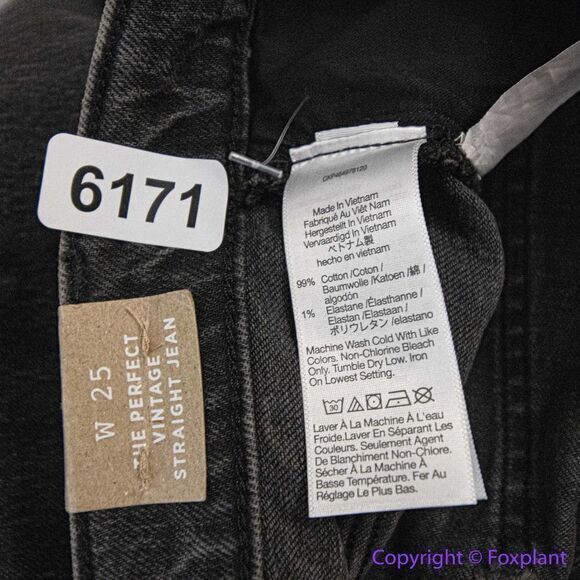 6171
W 25
THE PERFECT
VINTAGE
STRAIGHT JEAN
CKP464978120
Made In Vietnam
Fabriqué Au Viêt Nam
Hergestellt In Vietnam
Vervaardigd In Vietnam
ベトナム製
hecho en vietnam
99% Cotton /Coton /
Baumwolle /Katoen /綿 /
algodón
1% Elastane /Élasthanne /
Elastan /Elastaan /
ポリウレタン /elastano
Machine Wash Cold With Like
Colors. Non-Chlorine Bleach
Only. Tumble Dry Low. Iron
On Lowest Setting.
30
Laver À La Machine À L'eau
Froide.Laver En Séparant Les
Couleurs. Seulement Agent
De Blanchiment Non-Chlore.
Sécher À La Machine À
Basse Température. Fer Au
Réglage Le Plus Bas.
Copyright © Foxplant